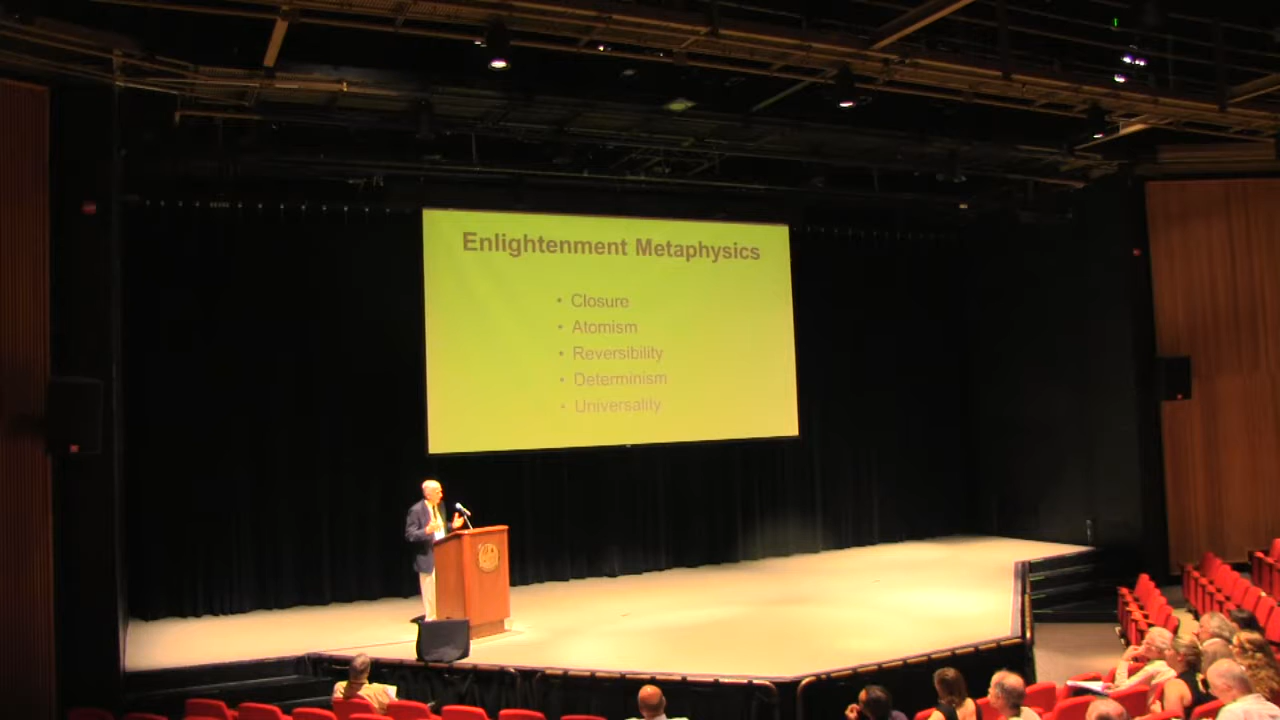 Enlightenment Metaphysics
• Closure
• Atomism
• Reversibility
• Determinism
• Universality